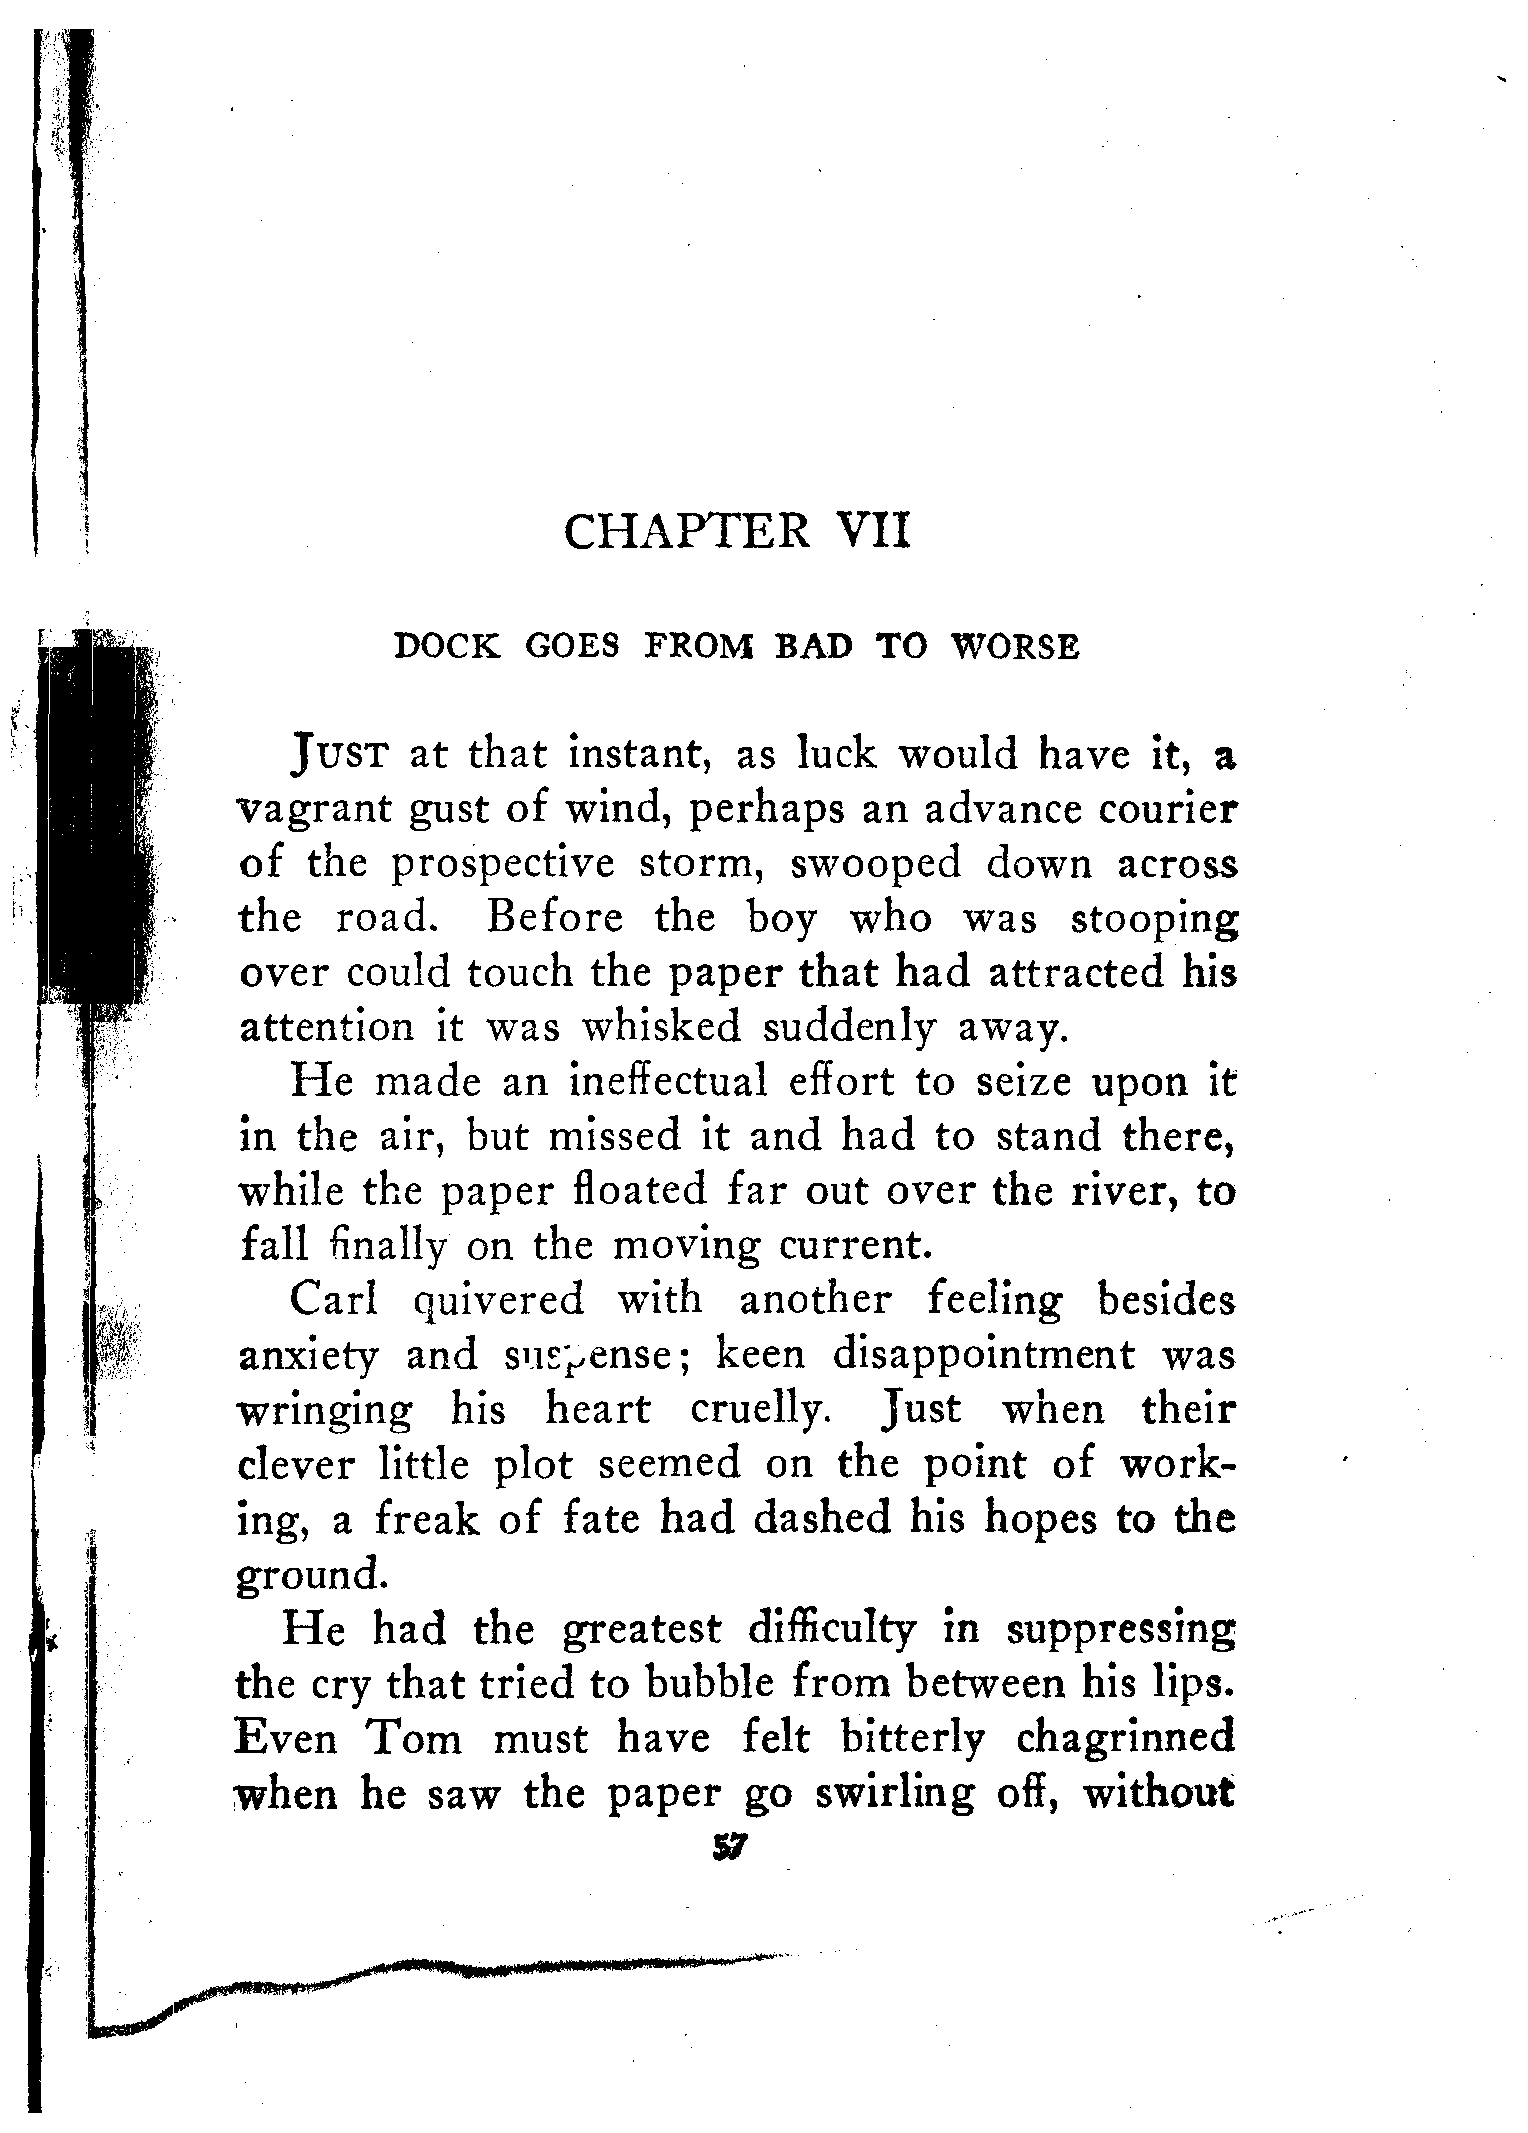 CHAPTER VII
DOCK GOES FROM BAD TO WORSE
JUST at that instant, as luck would have it, a
vagrant gust of wind, perhaps an advance courier
of the prospective storm, swooped down across
the road. Before the boy who was stooping
over could touch the paper that had attracted his
attention it was whisked suddenly away.
He made an ineffectual effort to seize upon it
in the air, but missed it and had to stand there,
while the paper floated far out over the river, to
fall finally on the moving current.
Carl quivered with another feeling besides
anxiety and suspense; keen disappointment was
wringing his heart cruelly. Just when their
clever little plot seemed on the point of work-
ing, a freak of fate had dashed his hopes to the
ground.
He had the greatest difficulty in suppressing
the cry that tried to bubble from between his lips.
Even Tom must have felt bitterly chagrinned
when he saw the paper go swirling off, without
57